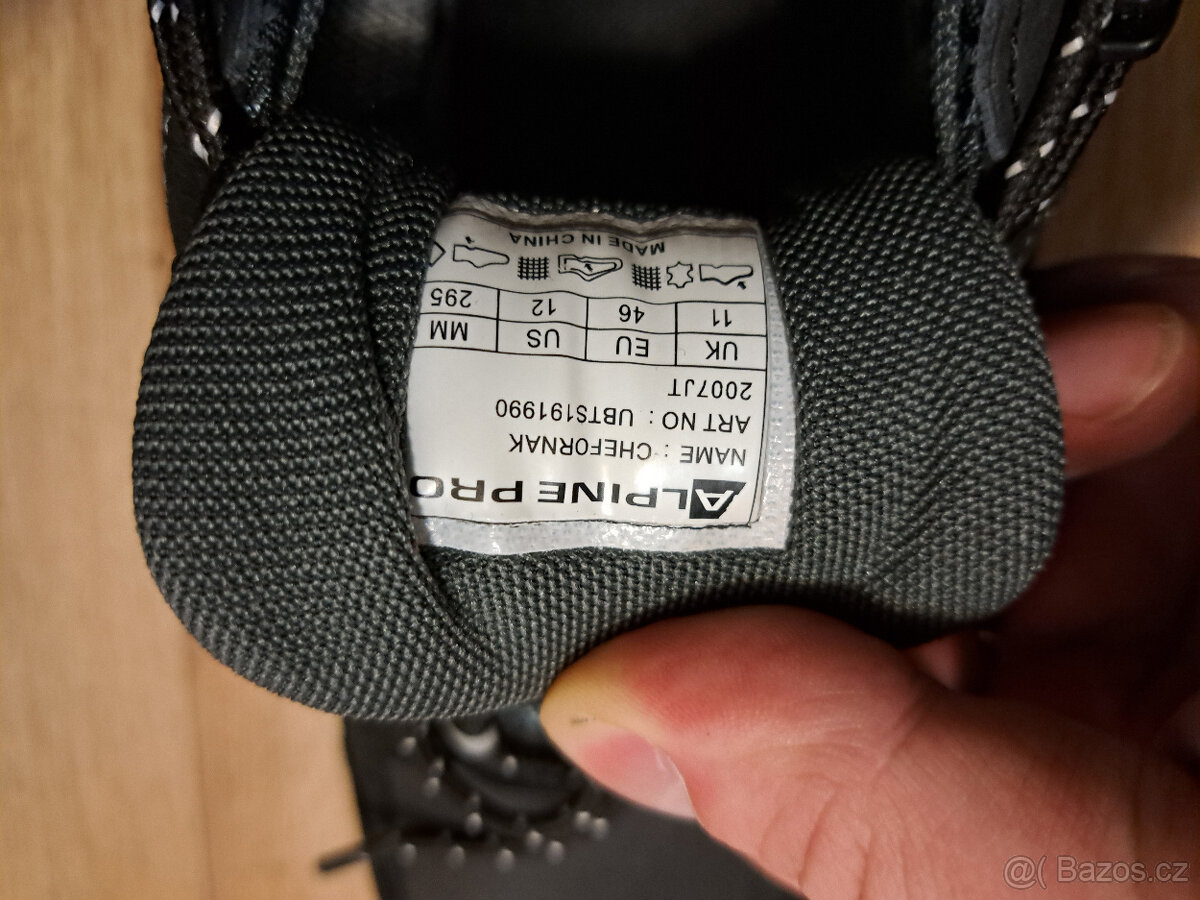 ALPINE PRO
NAME : CHEFORNAK
ART NO : UBTS191990
2007JT
UK EU US MM
11 46 12 295
MADE IN CHINA
@( Bazos.cz